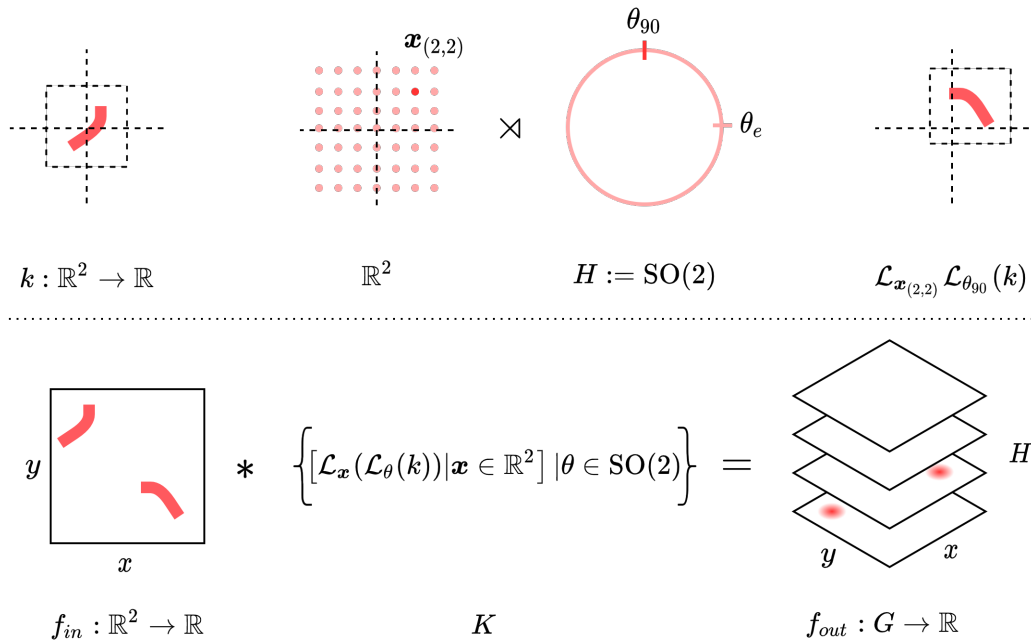 𝒙(2,2)
θ90
⋊
θe
k : ℝ² → ℝ
ℝ²
H := SO(2)
ℒ𝒙(2,2) ℒθ90 (k)
y
x
*
{[ℒ𝒙(ℒθ(k))|𝒙 ∈ ℝ²] |θ ∈ SO(2)}
=
H
y
x
fin : ℝ² → ℝ
K
fout : G → ℝ